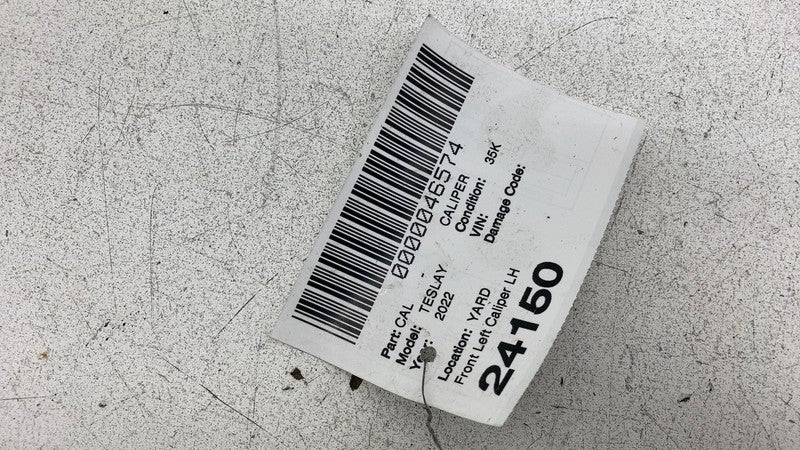 0000046574
Part: CAL CALIPER
Model: TESLAY Condition: 35K
Year: 2022 VIN:
Damage Code:
Location: YARD
Front Left Caliper LH
24150